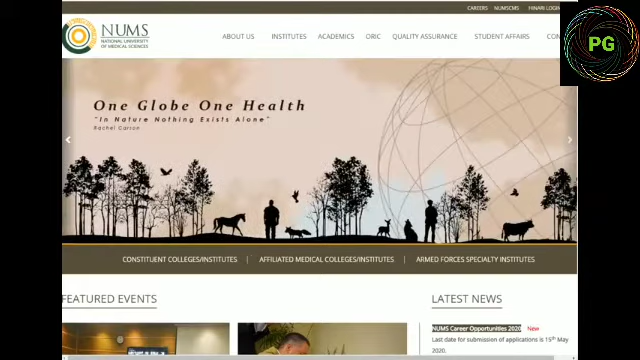 CAREERS NUMSCMS HINARI LOGIN
NUMS
NATIONAL UNIVERSITY
OF MEDICAL SCIENCES
ABOUT US INSTITUTES ACADEMICS ORIC QUALITY ASSURANCE STUDENT AFFAIRS CON
PG
One Globe One Health
"In Nature Nothing Exists Alone"
Rachel Carson
CONSTITUENT COLLEGES/INSTITUTES | AFFILIATED MEDICAL COLLEGES/INSTITUTES | ARMED FORCES SPECIALTY INSTITUTES
FEATURED EVENTS
LATEST NEWS
NUMS Career Opportunities 2020 New
Last date for submission of applications is 15th May
2020.